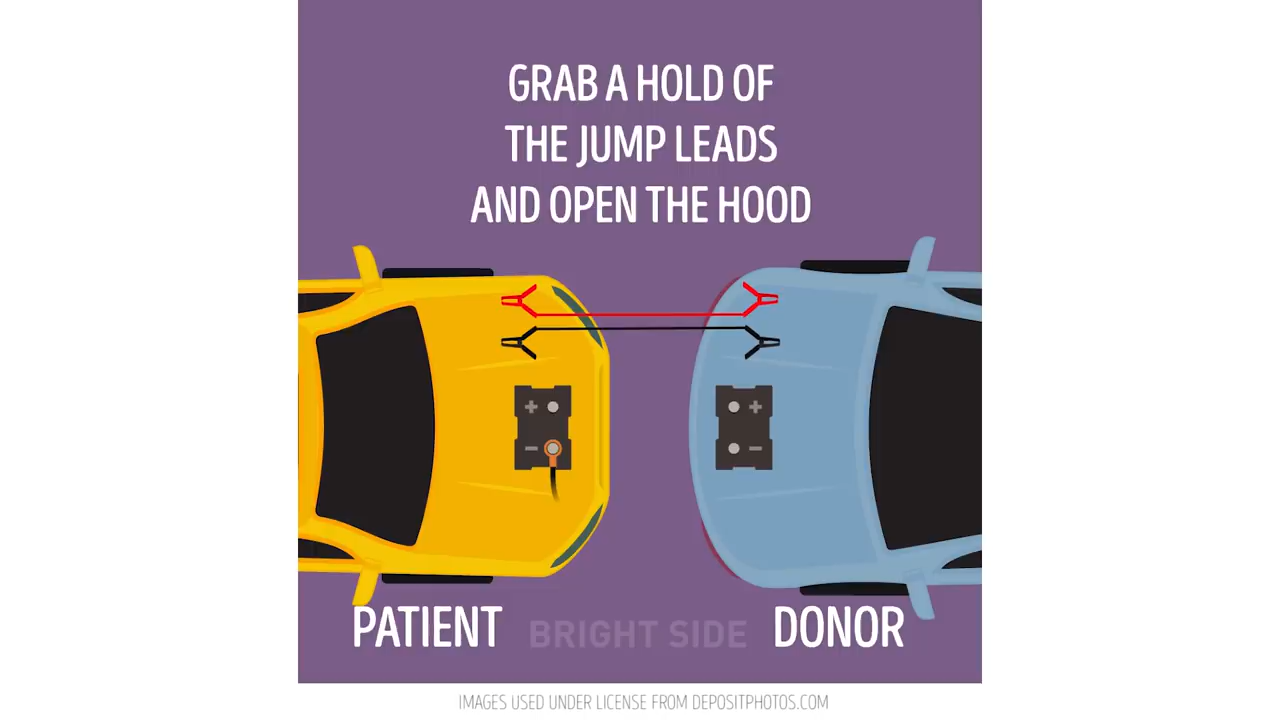 GRAB A HOLD OF
THE JUMP LEADS
AND OPEN THE HOOD
+ +
- -
PATIENT BRIGHT SIDE DONOR
IMAGES USED UNDER LICENSE FROM DEPOSITPHOTOS.COM